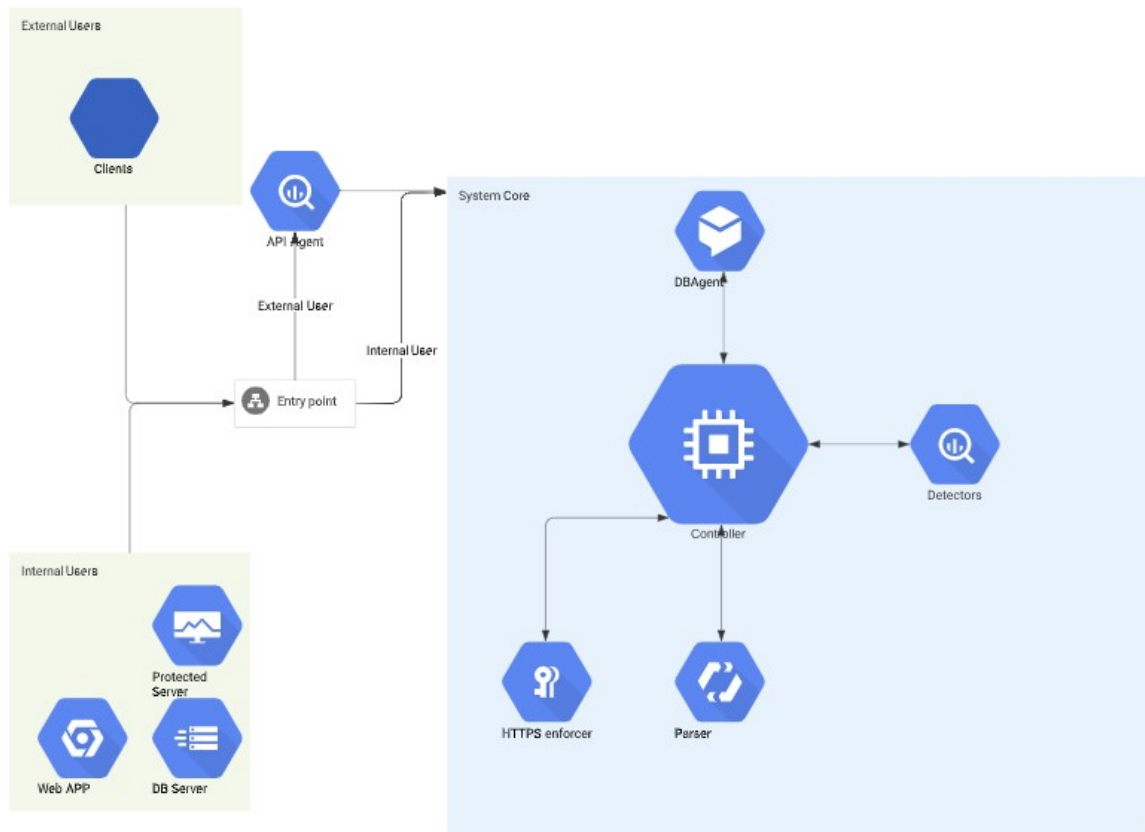 External Users
Clients
API Agent
System Core
DBAgent
External User
Internal User
Entry point
Controller
Detectors
Internal Users
Protected
Server
Web APP
DB Server
HTTPS enforcer
Parser